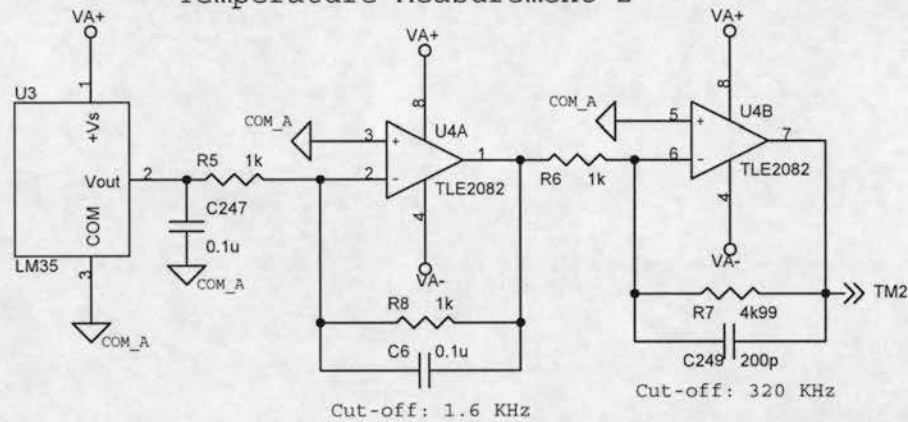 Temperature Measurement 2
VA+
1
U3
+Vs
Vout
COM
LM35
2
3
COM_A
R5 1k
C247
0.1u
COM_A
VA+
8
COM_A
3
+
2
-
U4A
1
TLE2082
4
VA-
R8 1k
C6 0.1u
Cut-off: 1.6 KHz
R6 1k
VA+
8
COM_A
5
+
6
-
U4B
7
TLE2082
4
VA-
R7 4k99
C249 200p
TM2
Cut-off: 320 KHz